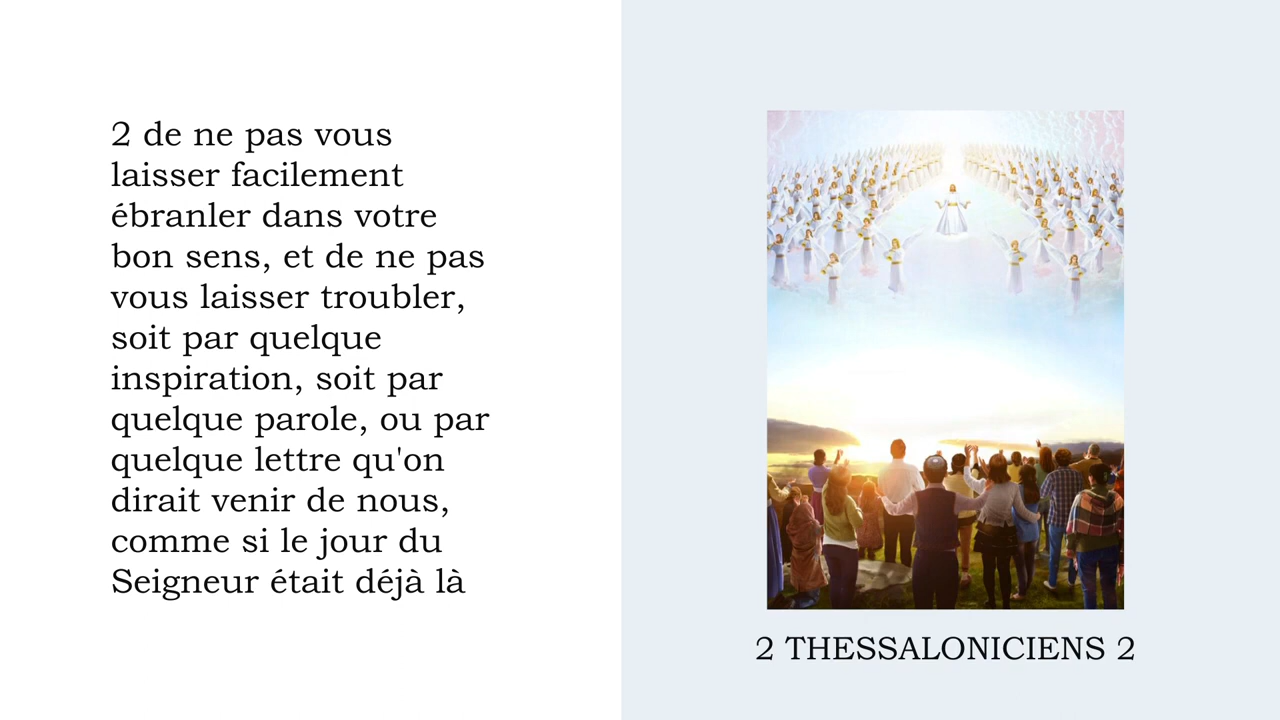 2 de ne pas vous
laisser facilement
ébranler dans votre
bon sens, et de ne pas
vous laisser troubler,
soit par quelque
inspiration, soit par
quelque parole, ou par
quelque lettre qu'on
dirait venir de nous,
comme si le jour du
Seigneur était déjà là
2 THESSALONICIENS 2